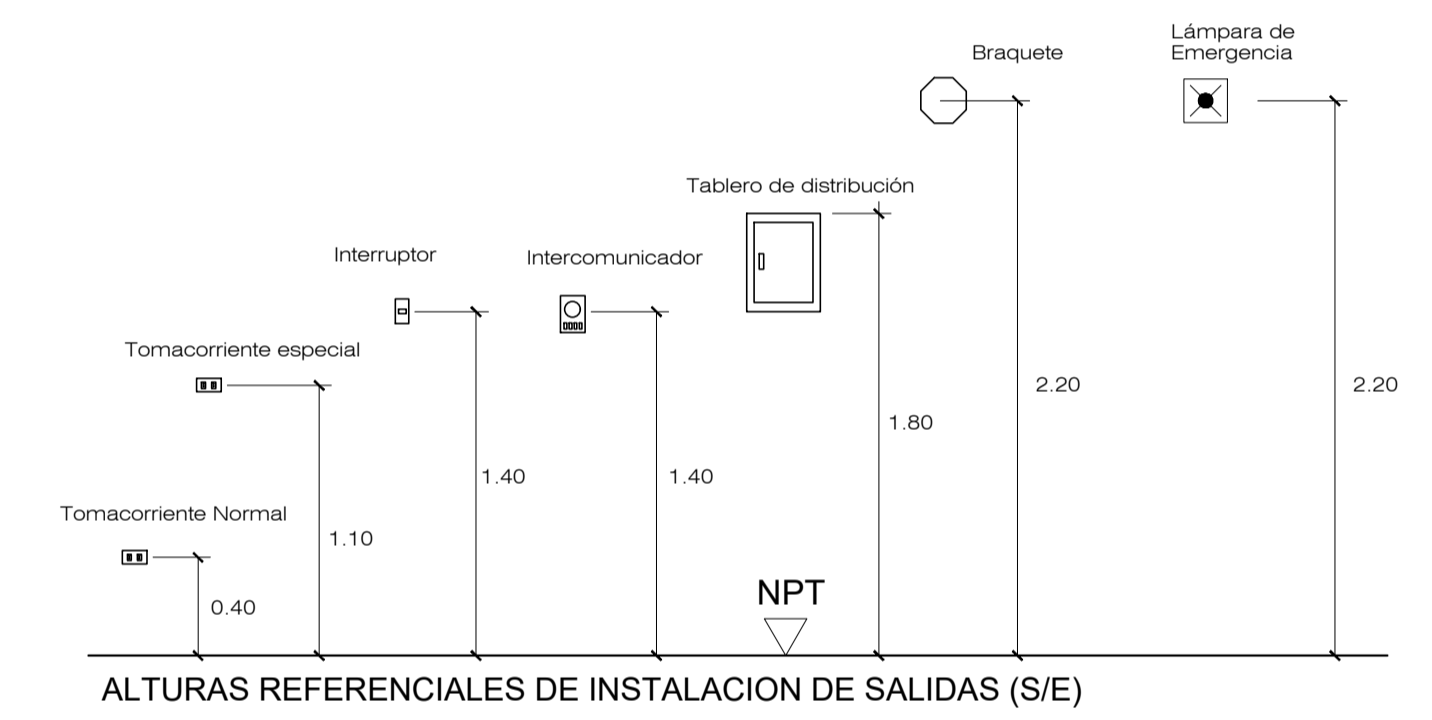 Lámpara de
Emergencia
Braquete
Tablero de distribución
Interruptor
Intercomunicador
Tomacorriente especial
2.20
2.20
1.80
1.40
1.40
Tomacorriente Normal
1.10
NPT
0.40
ALTURAS REFERENCIALES DE INSTALACION DE SALIDAS (S/E)